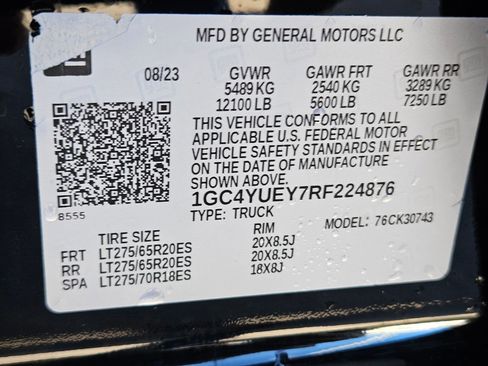 MFD BY GENERAL MOTORS LLC
08/23 GVWR GAWR FRT GAWR RR
5489 KG 2540 KG 3289 KG
12100 LB 5600 LB 7250 LB
THIS VEHICLE CONFORMS TO ALL
APPLICABLE U.S. FEDERAL MOTOR
VEHICLE SAFETY STANDARDS IN EFFECT
ON THE DATE OF MANUFACTURE
SHOWN ABOVE.
1GC4YUEY7RF224876
TYPE: TRUCK MODEL: 76CK30743
B555
TIRE SIZE RIM
FRT LT275/65R20ES 20X8.5J
RR LT275/65R20ES 20X8.5J
SPA LT275/70R18ES 18X8J